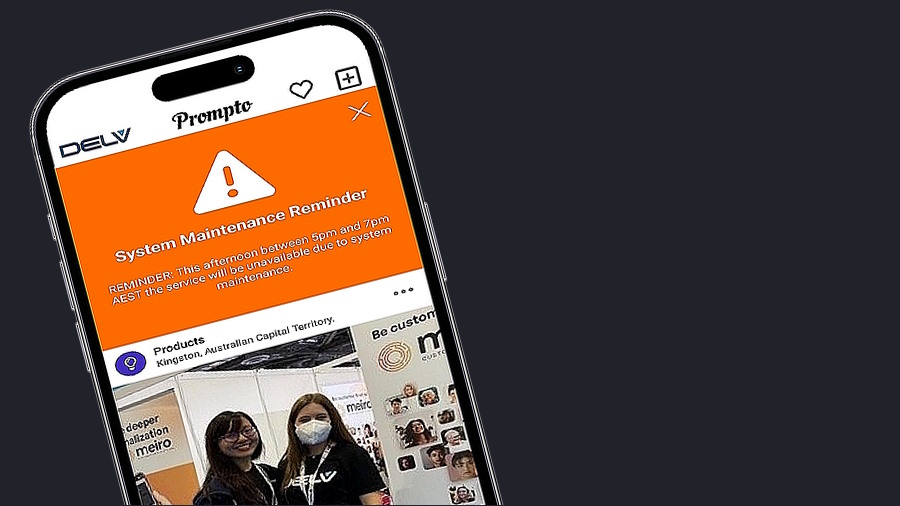 Prompto
DELV
System Maintenance Reminder
REMINDER: This afternoon between 5pm and 7pm
AEST the service will be unavailable due to system
maintenance.
Products
Kingston, Australian Capital Territory.
Be custom
m
deeper
nalization
meiro
meiro
DELV